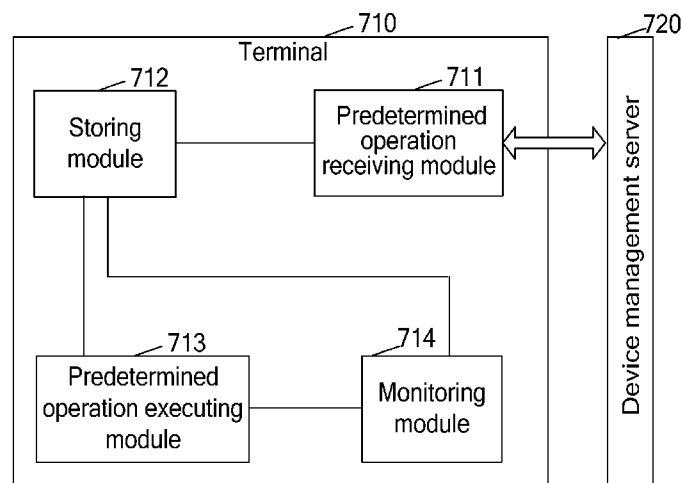 710
720
Terminal
712
711
Storing
module
Predetermined
operation
receiving module
Device management server
713
714
Predetermined
operation executing
module
Monitoring
module